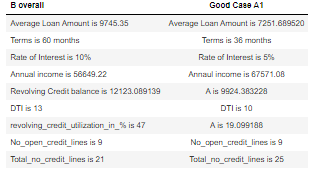 B overall Good Case A1
Average Loan Amount is 9745.35 Average Loan Amount is 7251.689520
Terms is 60 months Terms is 36 months
Rate of Interest is 10% Rate of Interest is 5%
Annual income is 56649.22 Annaul income is 67571.08
Revolving Credit balance is 12123.089139 A is 9924.383228
DTI is 13 DTI is 10
revolving_credit_utilization_in_% is 47 A is 19.099188
No_open_credit_lines is 9 No_open_credit_lines is 9
Total_no_credit_lines is 21 Total_no_credit_lines is 25